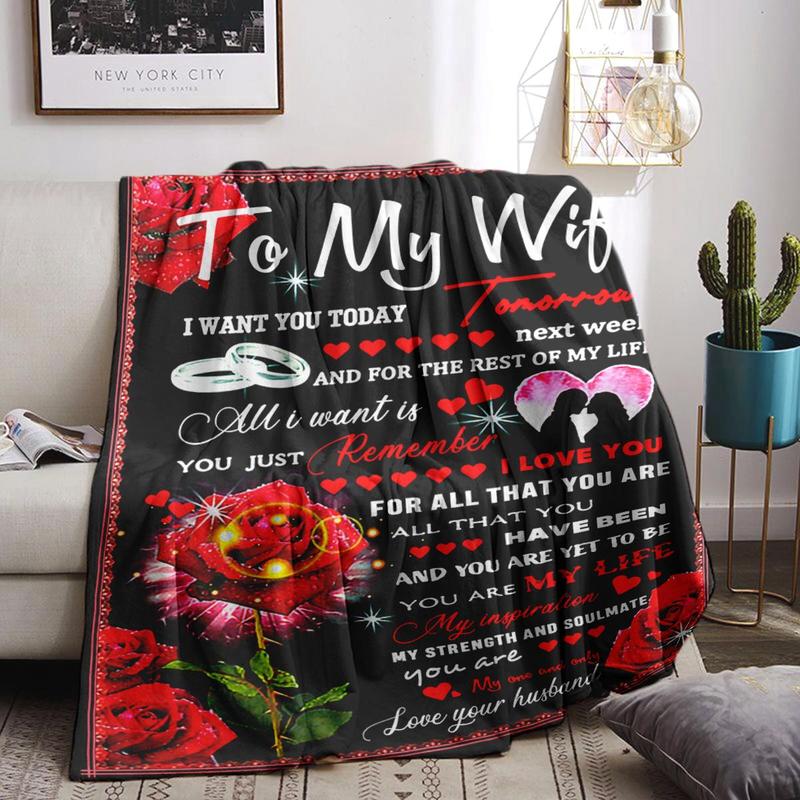 NEW YORK CITY
THE UNITED STATES
To My Wif
I WANT YOU TODAY
Tomorrow
next week
AND FOR THE REST OF MY LIFE
All i want is
YOU JUST Remember
I LOVE YOU
FOR ALL THAT YOU ARE
ALL THAT YOU
HAVE BEEN
AND YOU ARE YET TO BE
YOU ARE MY LIFE
My inspiration
MY STRENGTH AND SOULMATE
you are
My one and only
Love your husband